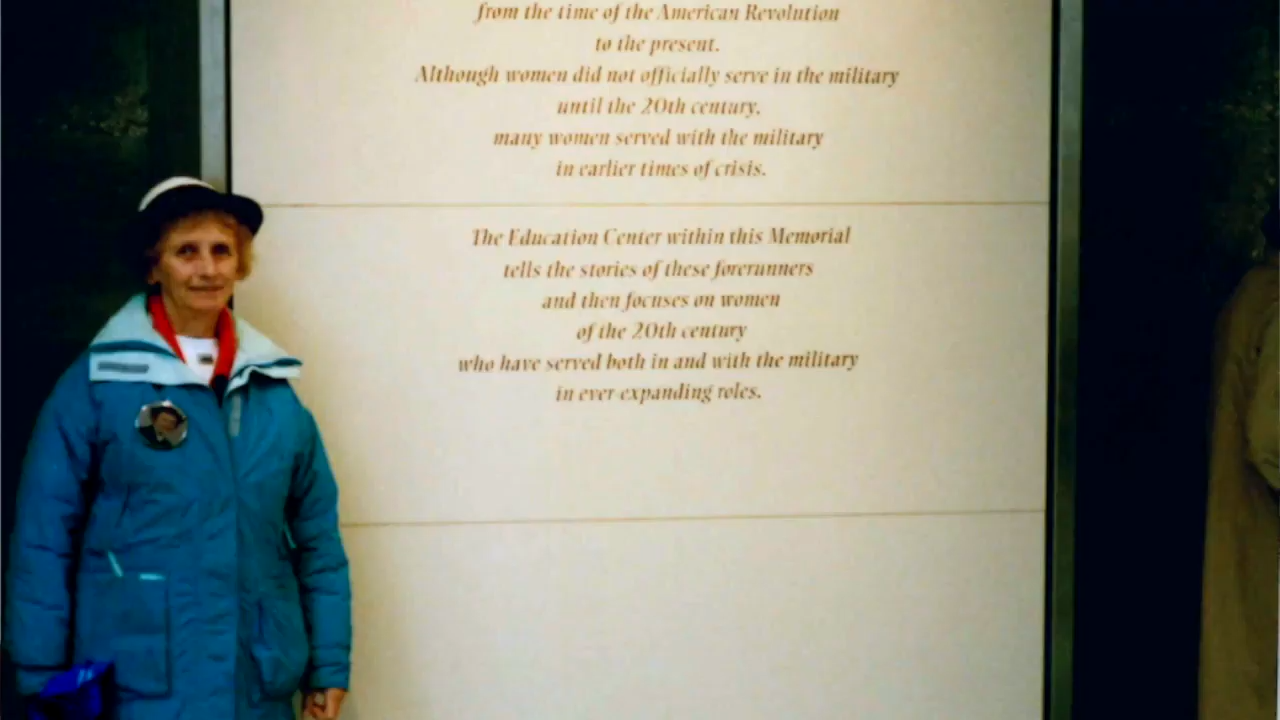 from the time of the American Revolution
to the present.
Although women did not officially serve in the military
until the 20th century,
many women served with the military
in earlier times of crisis.
The Education Center within this Memorial
tells the stories of these forerunners
and then focuses on women
of the 20th century
who have served both in and with the military
in ever-expanding roles.